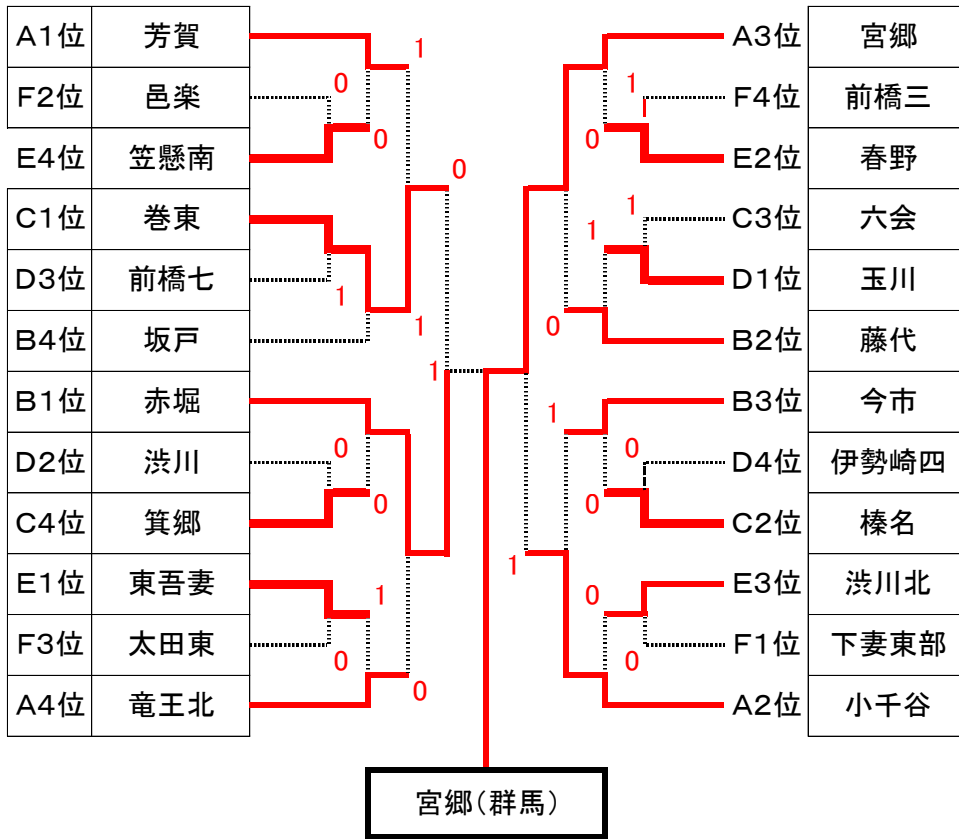 A1位 芳賀
F2位 邑楽
E4位 笠懸南
C1位 巻東
D3位 前橋七
B4位 坂戸
B1位 赤堀
D2位 渋川
C4位 箕郷
E1位 東吾妻
F3位 太田東
A4位 竜王北
1
0
0
0
1
1
1
0
0
1
0
0
A3位 宮郷
F4位 前橋三
E2位 春野
C3位 六会
D1位 玉川
B2位 藤代
B3位 今市
D4位 伊勢崎四
C2位 榛名
E3位 渋川北
F1位 下妻東部
A2位 小千谷
1
0
1
1
0
1
0
0
1
0
0
宮郷(群馬)